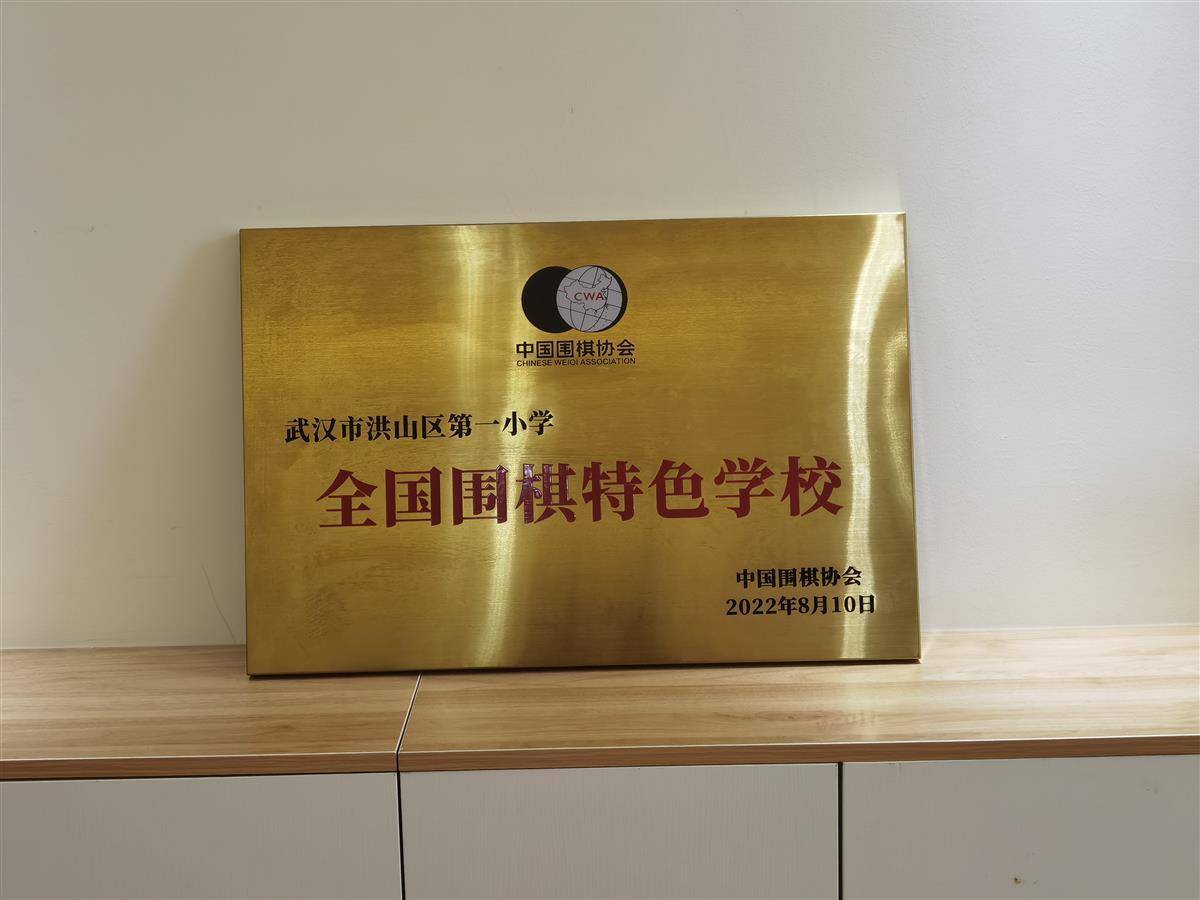 CWA
中国围棋协会
CHINESE WEIQI ASSOCIATION
武汉市洪山区第一小学
全国围棋特色学校
中国围棋协会
2022年8月10日